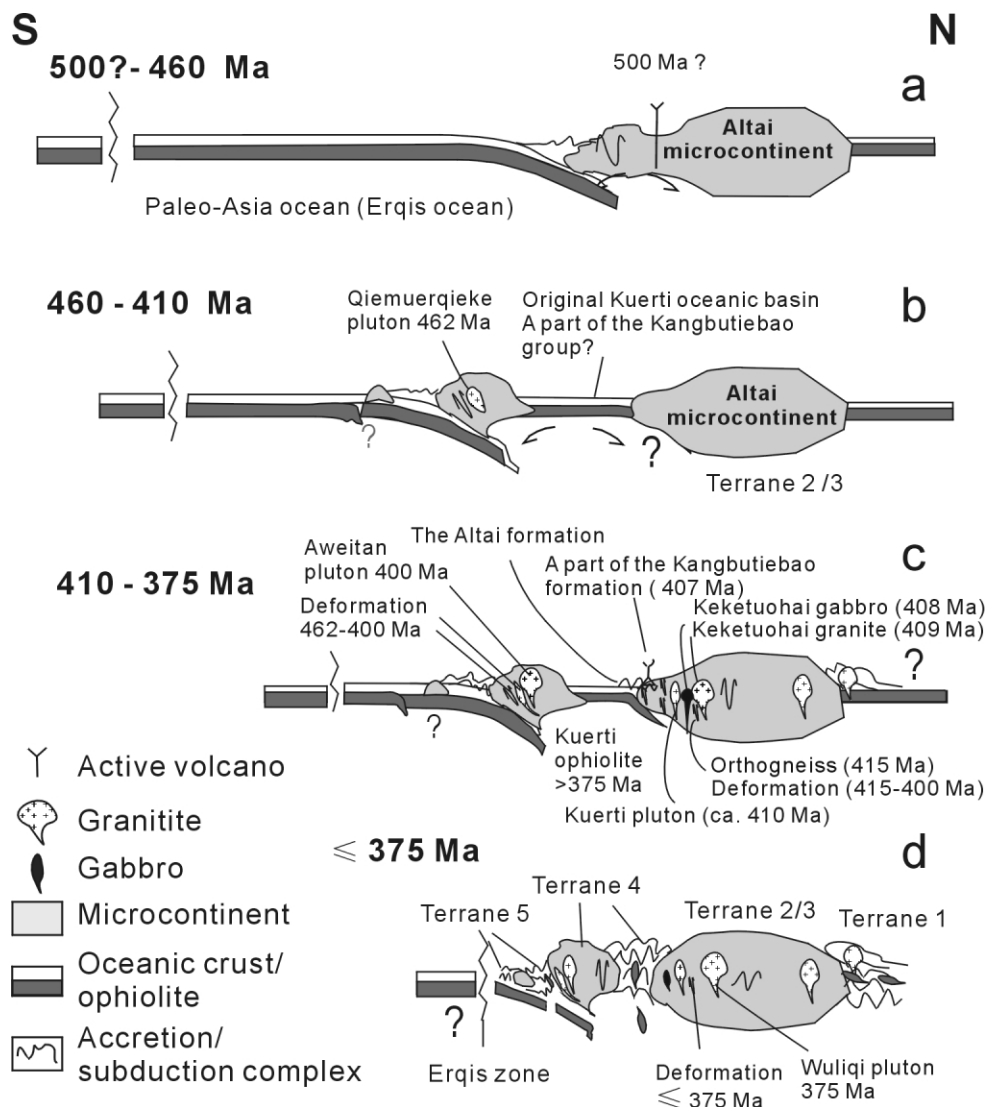 S
N
500?- 460 Ma
500 Ma ?
a
Altai
microcontinent
Paleo-Asia ocean (Erqis ocean)
460 - 410 Ma
Qiemuerqieke
pluton 462 Ma
Original Kuerti oceanic basin
A part of the Kangbutiebao
group?
b
Altai
microcontinent
?
?
Terrane 2 /3
410 - 375 Ma
Aweitan
pluton 400 Ma
Deformation
462-400 Ma
The Altai formation
A part of the Kangbutiebao
formation ( 407 Ma)
c
Keketuohai gabbro (408 Ma)
Keketuohai granite (409 Ma)
?
?
Kuerti
ophiolite
>375 Ma
Orthogneiss (415 Ma)
Deformation (415-400 Ma)
Kuerti pluton (ca. 410 Ma)
Active volcano
Granitite
Gabbro
Microcontinent
Oceanic crust/
ophiolite
Accretion/
subduction complex
≤ 375 Ma
d
Terrane 5
Terrane 4
Terrane 2/3
Terrane 1
?
Erqis zone
Deformation
≤ 375 Ma
Wuliqi pluton
375 Ma